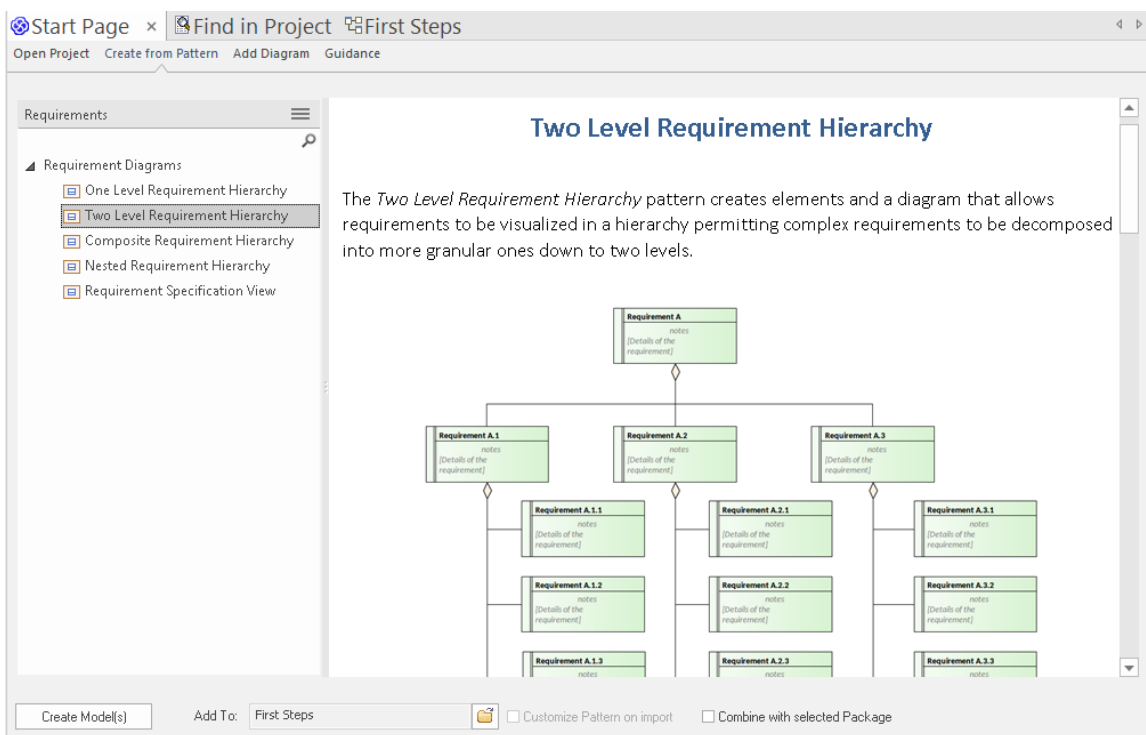 Start Page × Find in Project First Steps
Open Project Create from Pattern Add Diagram Guidance
Requirements
Requirement Diagrams
One Level Requirement Hierarchy
Two Level Requirement Hierarchy
Composite Requirement Hierarchy
Nested Requirement Hierarchy
Requirement Specification View
Two Level Requirement Hierarchy
The Two Level Requirement Hierarchy pattern creates elements and a diagram that allows
requirements to be visualized in a hierarchy permitting complex requirements to be decomposed
into more granular ones down to two levels.
Requirement A
notes
[Details of the
requirement]
Requirement A.1
notes
[Details of the
requirement]
Requirement A.2
notes
[Details of the
requirement]
Requirement A.3
notes
[Details of the
requirement]
Requirement A.1.1
notes
[Details of the
requirement]
Requirement A.2.1
notes
[Details of the
requirement]
Requirement A.3.1
notes
[Details of the
requirement]
Requirement A.1.2
notes
[Details of the
requirement]
Requirement A.2.2
notes
[Details of the
requirement]
Requirement A.3.2
notes
[Details of the
requirement]
Requirement A.1.3
notes
Requirement A.2.3
notes
Requirement A.3.3
notes
Create Model(s) Add To: First Steps Customize Pattern on import Combine with selected Package